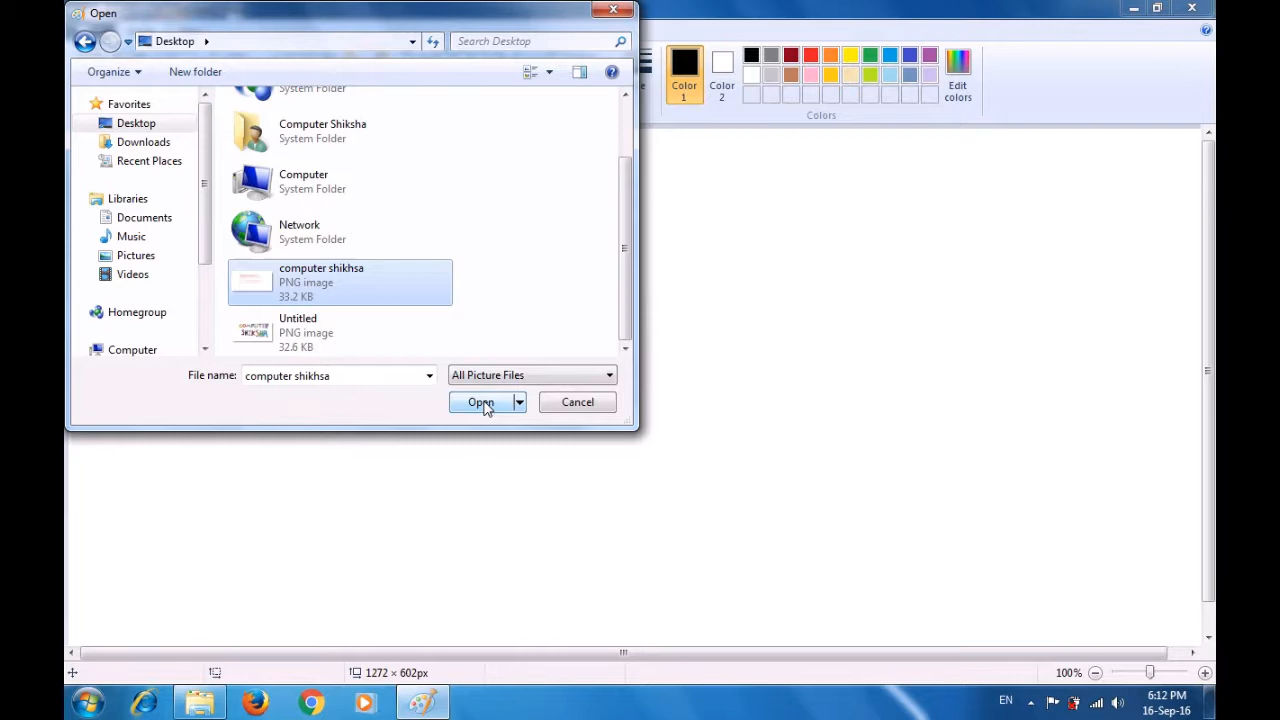 Open
Desktop
Search Desktop
Organize
New folder
Favorites
Desktop
Downloads
Recent Places
Libraries
Documents
Music
Pictures
Videos
Homegroup
Computer
System Folder
Computer Shiksha
System Folder
Computer
System Folder
Network
System Folder
computer shikhsa
PNG image
33.2 KB
COMPUTER
SHIKSHA
Untitled
PNG image
32.6 KB
File name:
computer shikhsa
All Picture Files
Open
Cancel
Color
1
Color
2
Edit
colors
Colors
1272 × 602px
100%
EN
6:12 PM
16-Sep-16